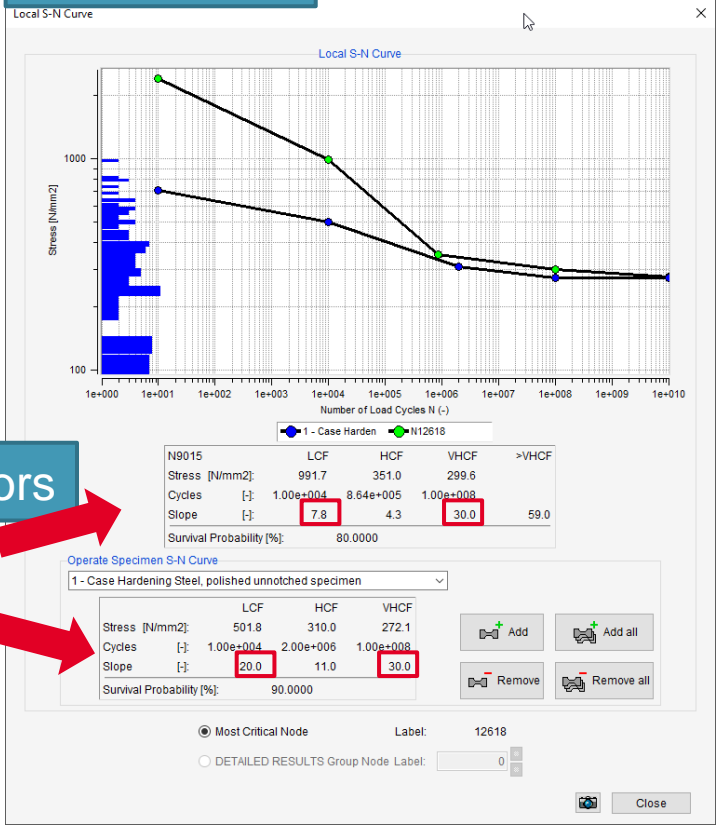 Local S-N Curve
Local S-N Curve
Stress [N/mm2]
1000
100
1e+000 1e+001 1e+002 1e+003 1e+004 1e+005 1e+006 1e+007 1e+008 1e+009 1e+010
Number of Load Cycles N (-)
1 - Case Harden N12618
N9015 LCF HCF VHCF >VHCF
Stress [N/mm2]: 991.7 351.0 299.6
Cycles [-]: 1.00e+004 8.64e+005 1.00e+008
Slope [-]: 7.8 4.3 30.0 59.0
Survival Probability [%]: 80.0000
ors
Operate Specimen S-N Curve
1 - Case Hardening Steel, polished unnotched specimen
LCF HCF VHCF
Stress [N/mm2]: 501.8 310.0 272.1
Cycles [-]: 1.00e+004 2.00e+006 1.00e+008
Slope [-]: 20.0 11.0 30.0
Survival Probability [%]: 90.0000
Add Add all
Remove Remove all
Most Critical Node Label: 12618
DETAILED RESULTS Group Node Label: 0
Close